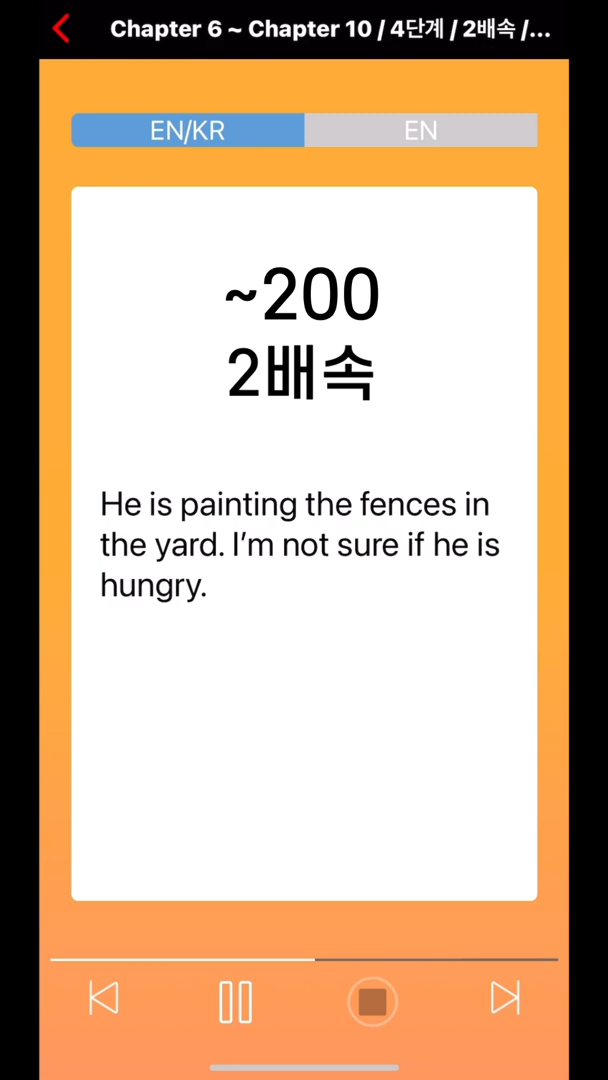 Chapter 6 ~ Chapter 10 / 4단계 / 2배속 /...
EN/KR
EN
~200
2배속
He is painting the fences in
the yard. I’m not sure if he is
hungry.